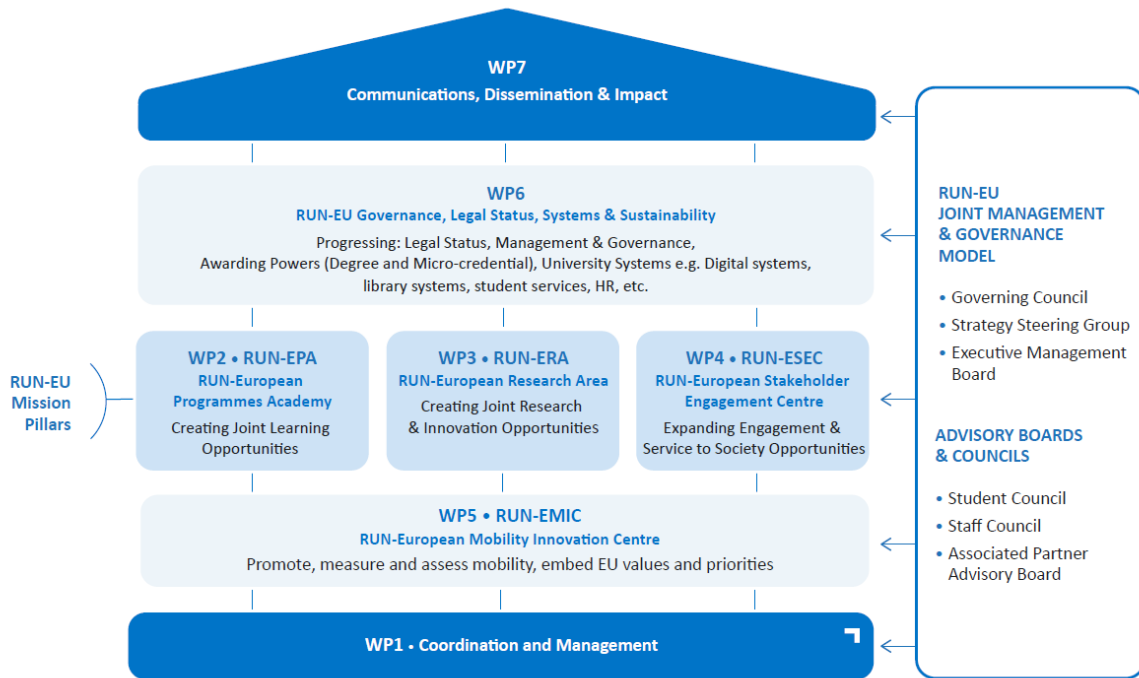 WP7
Communications, Dissemination & Impact
WP6
RUN-EU Governance, Legal Status, Systems & Sustainability
Progressing: Legal Status, Management & Governance,
Awarding Powers (Degree and Micro-credential), University Systems e.g. Digital systems,
library systems, student services, HR, etc.
RUN-EU
Mission
Pillars
WP2 • RUN-EPA
RUN-European
Programmes Academy
Creating Joint Learning
Opportunities
WP3 • RUN-ERA
RUN-European Research Area
Creating Joint Research
& Innovation Opportunities
WP4 • RUN-ESEC
RUN-European Stakeholder
Engagement Centre
Expanding Engagement &
Service to Society Opportunities
WP5 • RUN-EMIC
RUN-European Mobility Innovation Centre
Promote, measure and assess mobility, embed EU values and priorities
WP1 • Coordination and Management
RUN-EU
JOINT MANAGEMENT
& GOVERNANCE
MODEL
• Governing Council
• Strategy Steering Group
• Executive Management
Board
ADVISORY BOARDS
& COUNCILS
• Student Council
• Staff Council
• Associated Partner
Advisory Board